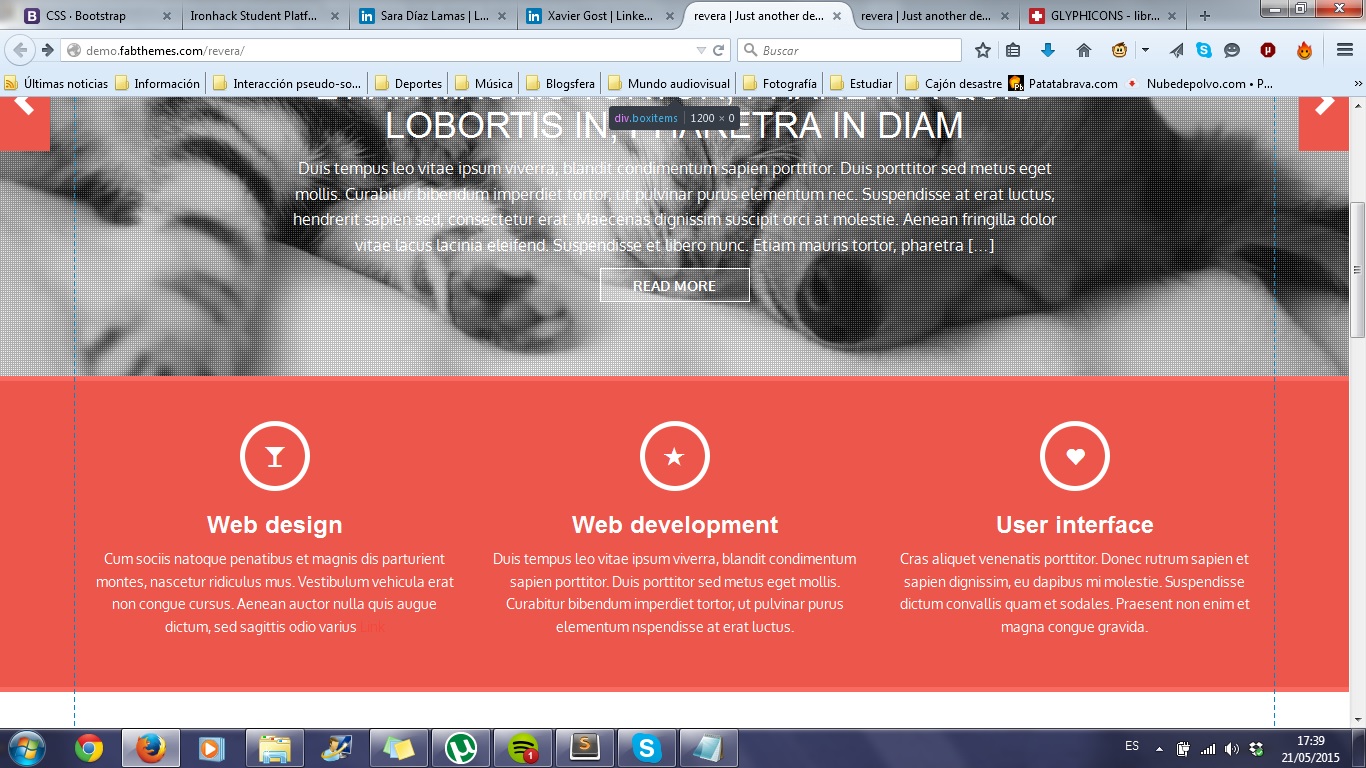 CSS · Bootstrap
Ironhack Student Platf...
Sara Díaz Lamas | L...
Xavier Gost | Linke...
revera | Just another de...
revera | Just another de...
GLYPHICONS - libr...
demo.fabthemes.com/revera/
Buscar
Últimas noticias
Información
Interacción pseudo-so...
Deportes
Música
Blogsfera
Mundo audiovisual
Fotografía
Estudiar
Cajón desastre
Patatabrava.com
Nubedepolvo.com • P...
div.boxitems | 1200 × 0
LOBORTIS IN, PHARETRA IN DIAM
Duis tempus leo vitae ipsum viverra, blandit condimentum sapien porttitor. Duis porttitor sed metus eget
mollis. Curabitur bibendum imperdiet tortor, ut pulvinar purus elementum nec. Suspendisse at erat luctus,
hendrerit sapien sed, consectetur erat. Maecenas dignissim suscipit orci at molestie. Aenean fringilla dolor
vitae lacus lacinia eleifend. Suspendisse et libero nunc. Etiam mauris tortor, pharetra [...]
READ MORE
Web design
Cum sociis natoque penatibus et magnis dis parturient
montes, nascetur ridiculus mus. Vestibulum vehicula erat
non congue cursus. Aenean auctor nulla quis augue
dictum, sed sagittis odio varius Link
Web development
Duis tempus leo vitae ipsum viverra, blandit condimentum
sapien porttitor. Duis porttitor sed metus eget mollis.
Curabitur bibendum imperdiet tortor, ut pulvinar purus
elementum nspendisse at erat luctus.
User interface
Cras aliquet venenatis porttitor. Donec rutrum sapien et
sapien dignissim, eu dapibus mi molestie. Suspendisse
dictum convallis quam et sodales. Praesent non enim et
magna congue gravida.
ES
17:39
21/05/2015